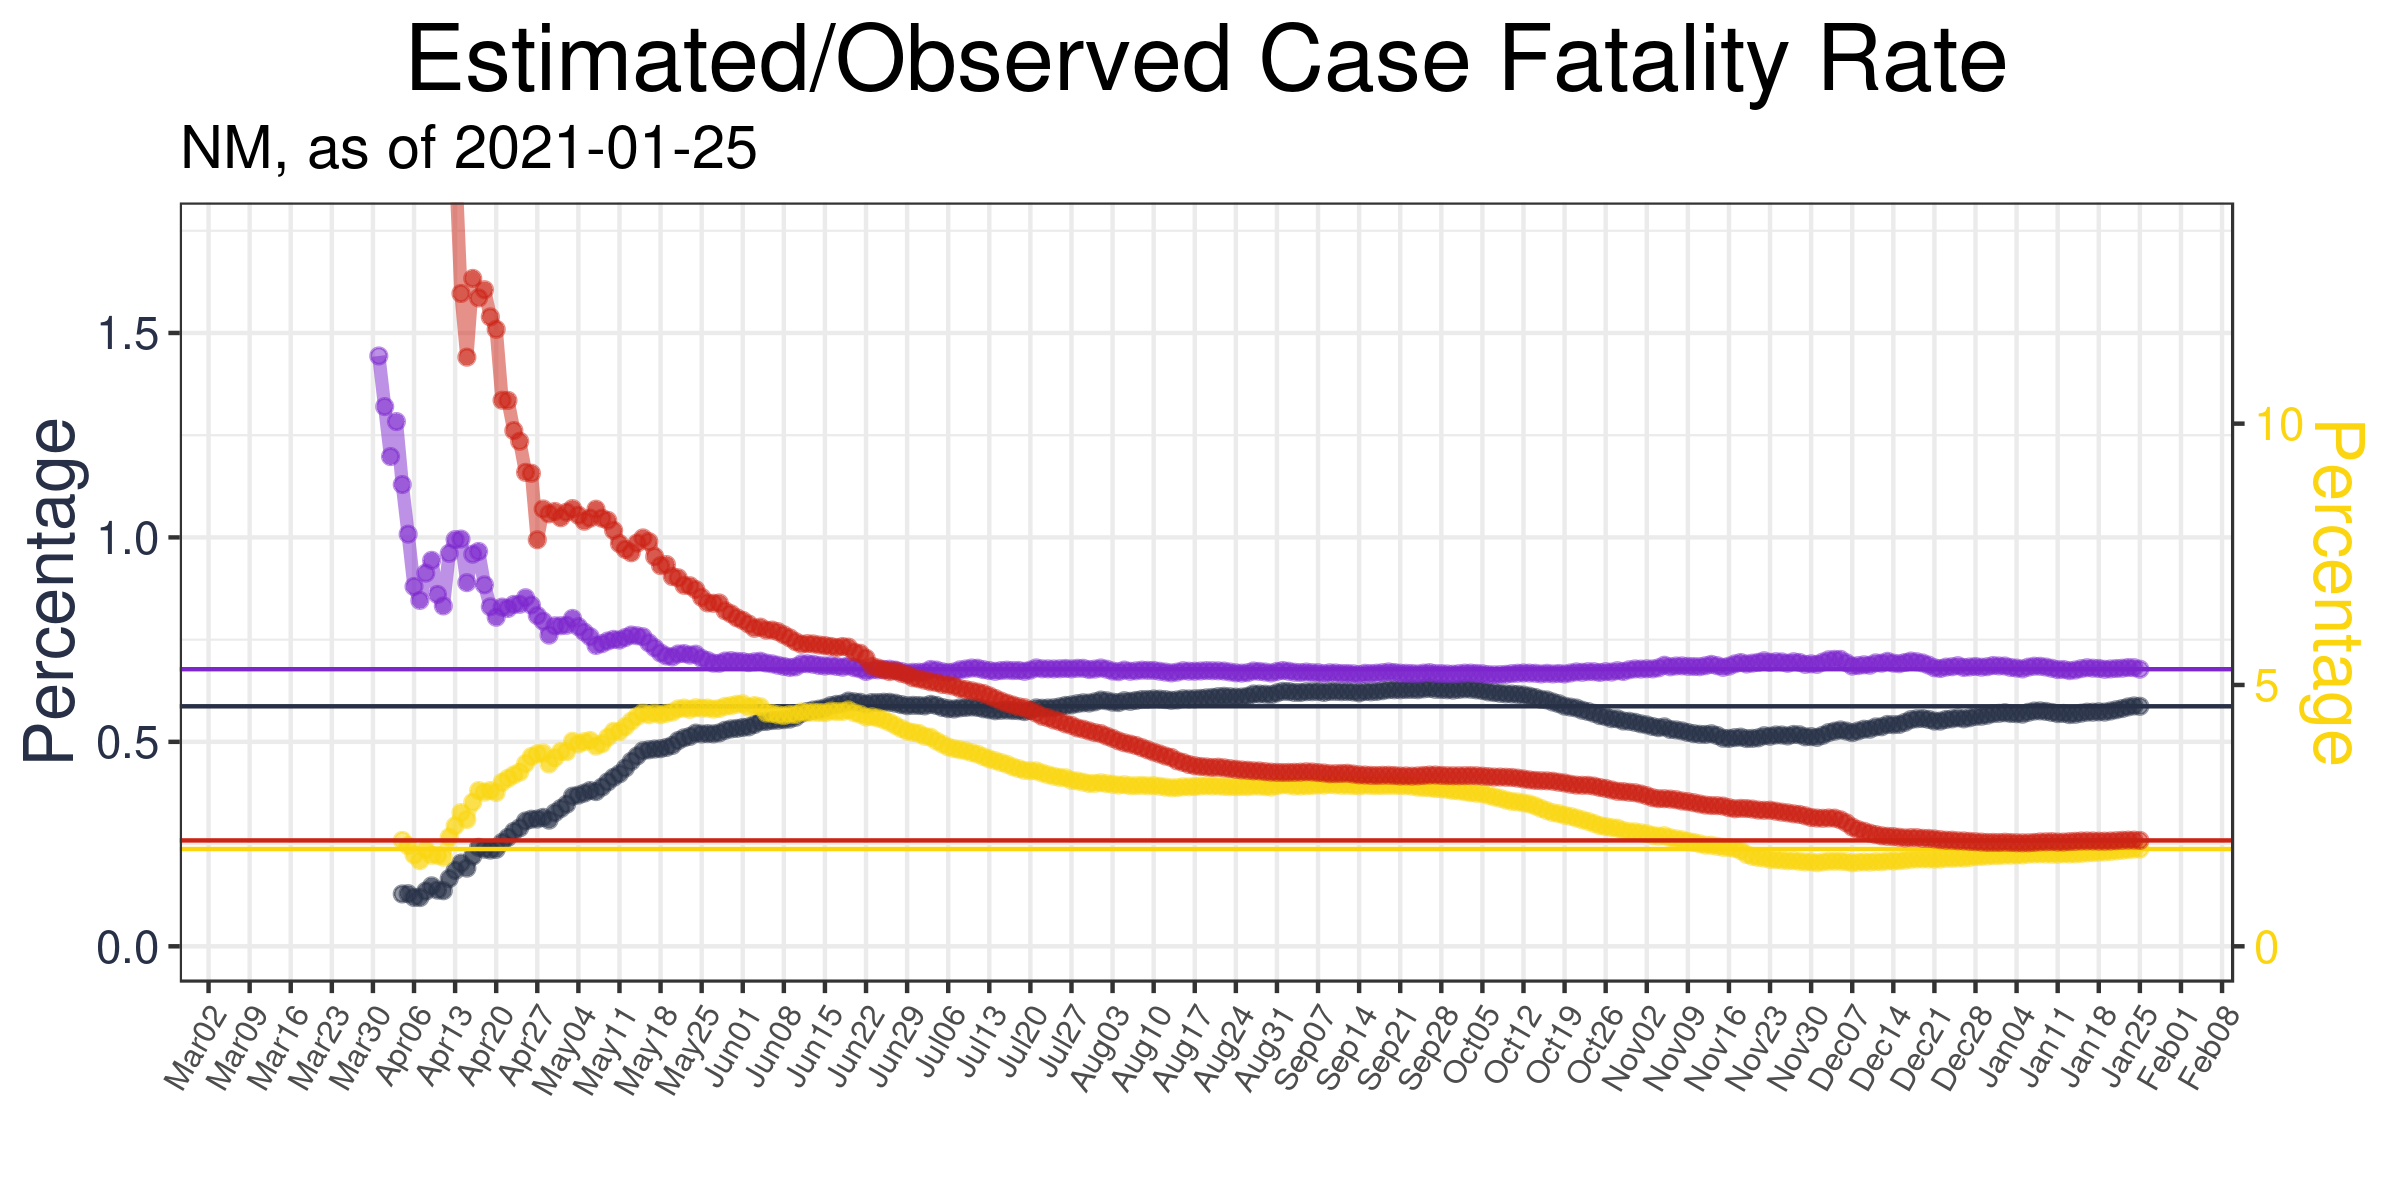 Estimated/Observed Case Fatality Rate
NM, as of 2021-01-25
Percentage
1.5
1.0
0.5
0.0
10
5
0
Percentage
Mar02 Mar09 Mar16 Mar23 Mar30 Apr06 Apr13 Apr20 Apr27 May04 May11 May18 May25 Jun01 Jun08 Jun15 Jun22 Jun29 Jul06 Jul13 Jul20 Jul27 Aug03 Aug10 Aug17 Aug24 Aug31 Sep07 Sep14 Sep21 Sep28 Oct05 Oct12 Oct19 Oct26 Nov02 Nov09 Nov16 Nov23 Nov30 Dec07 Dec14 Dec21 Dec28 Jan04 Jan11 Jan18 Jan25 Feb01 Feb08